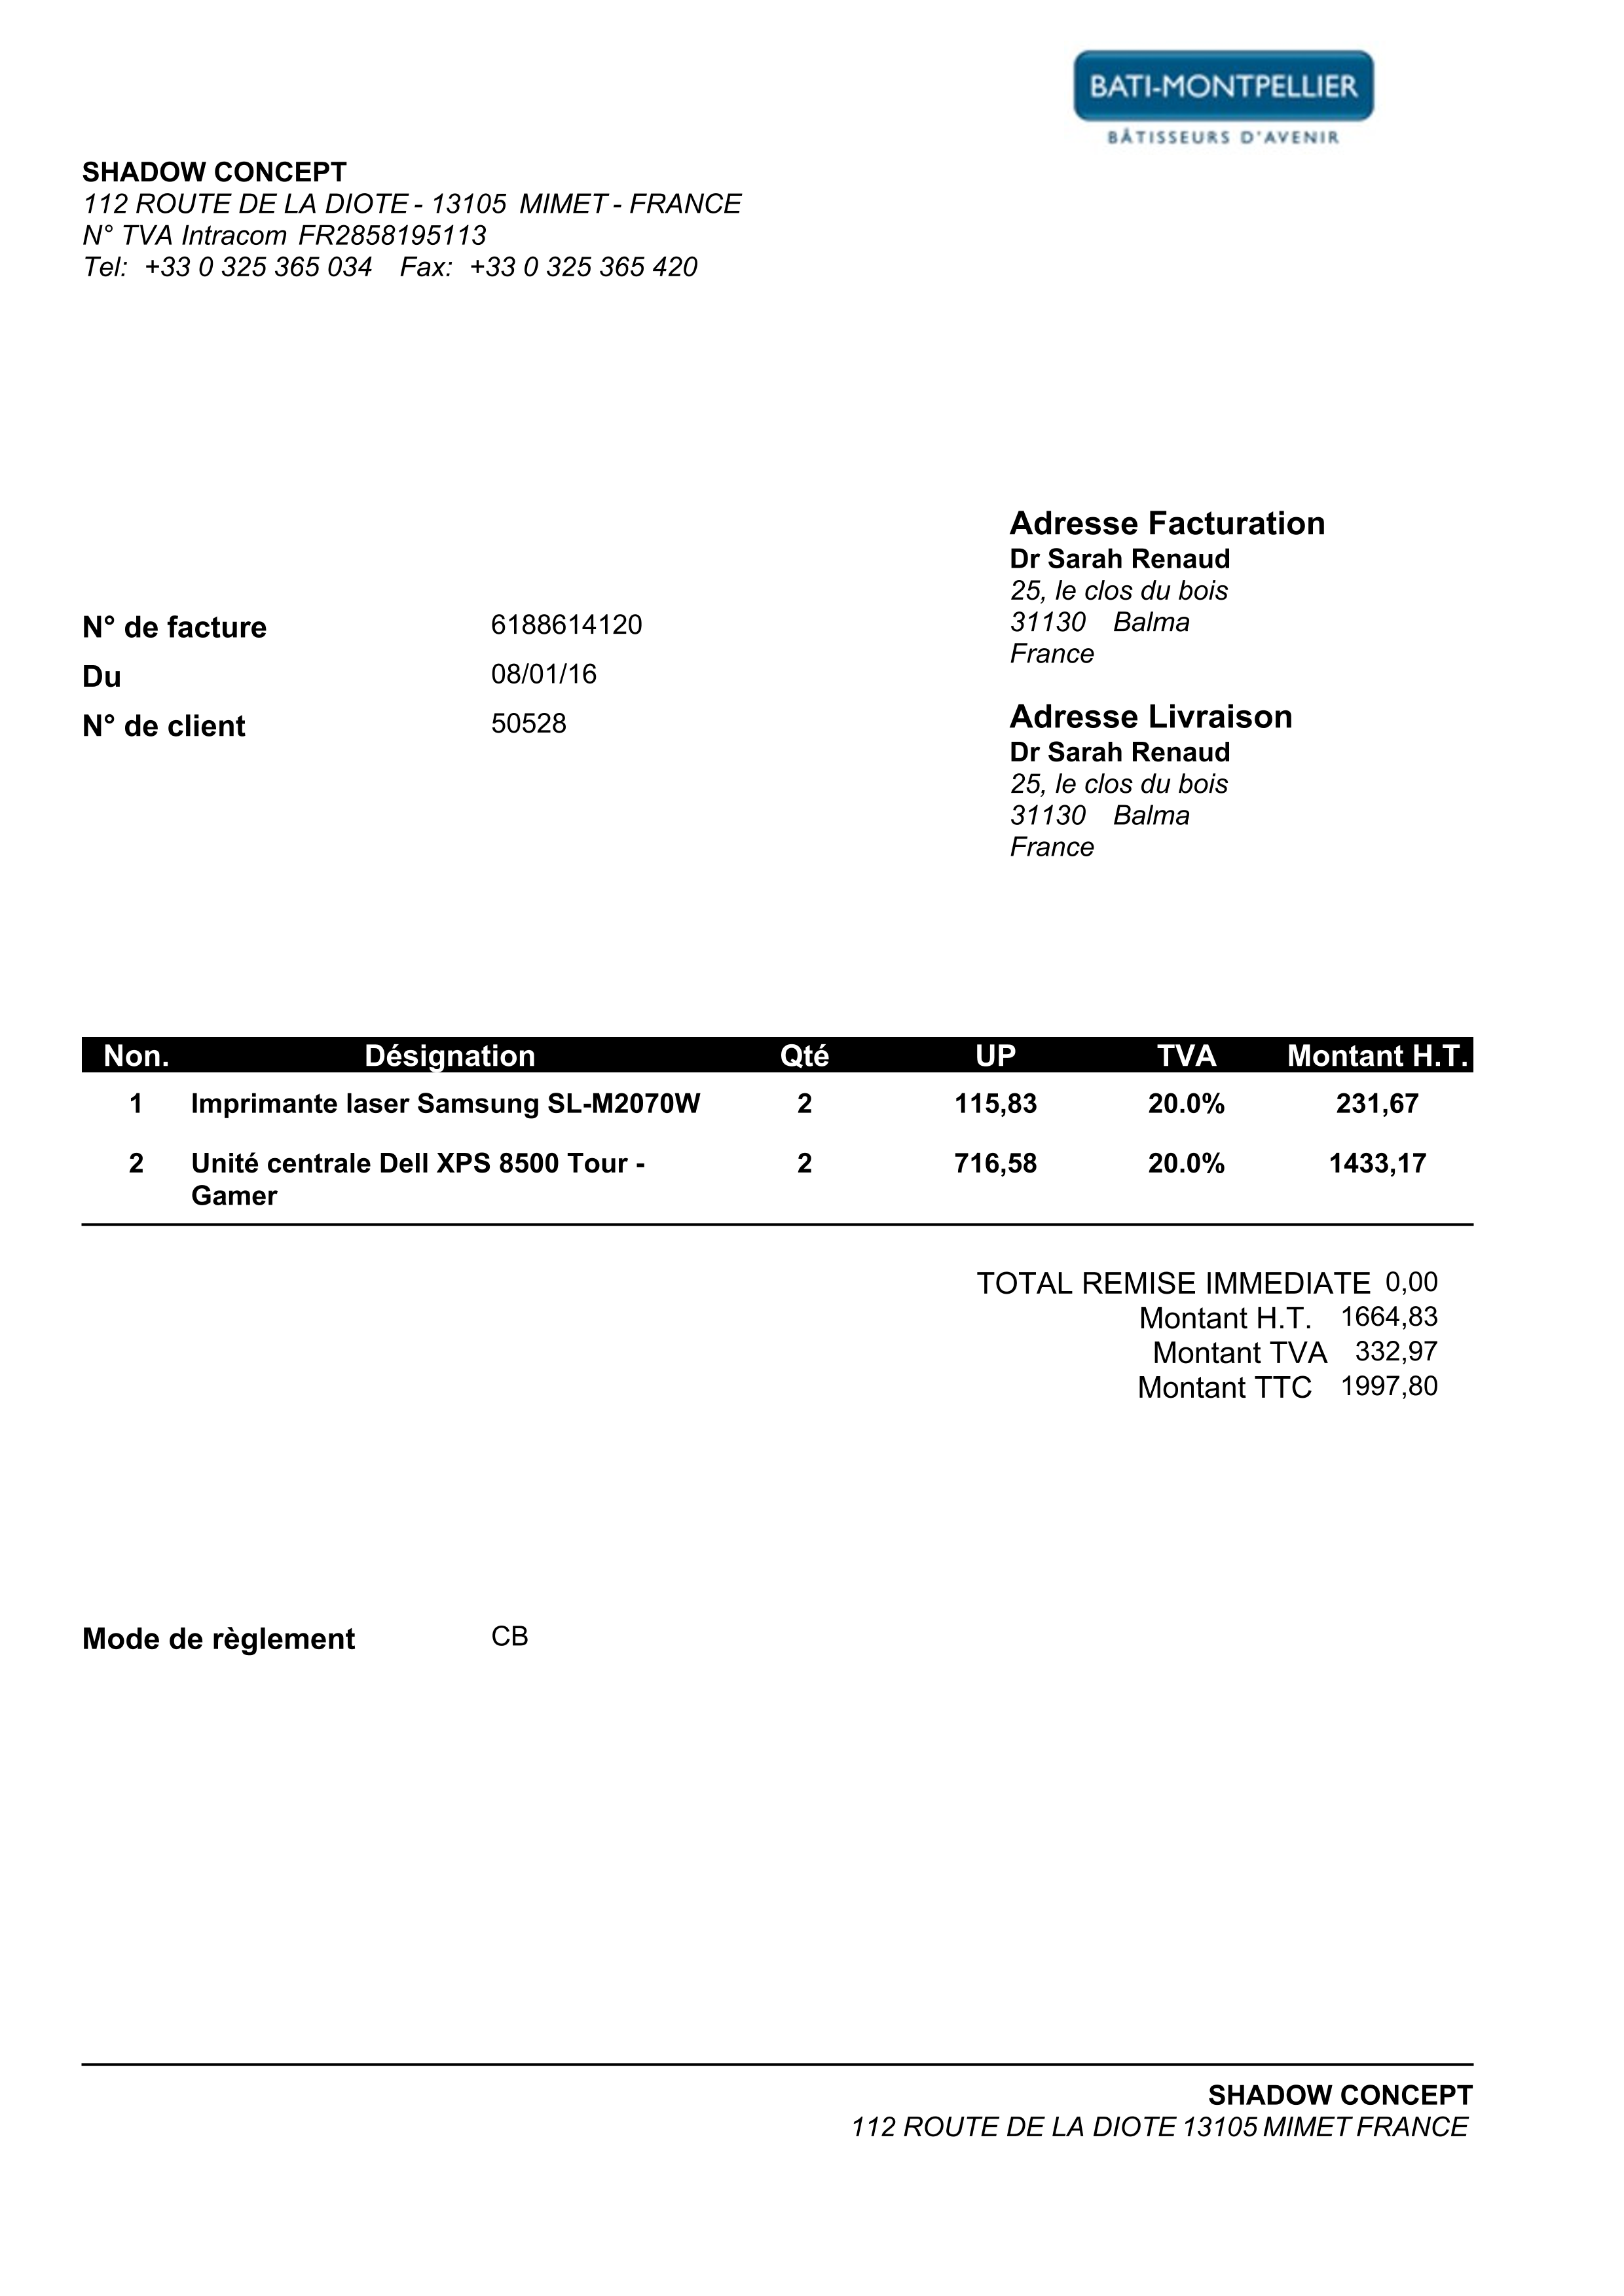 BATI-MONTPELLIER
BÂTISSEURS D'AVENIR
SHADOW CONCEPT
112 ROUTE DE LA DIOTE - 13105 MIMET - FRANCE
N° TVA Intracom FR2858195113
Tel: +33 0 325 365 034 Fax: +33 0 325 365 420
Adresse Facturation
Dr Sarah Renaud
25, le clos du bois
31130 Balma
France
N° de facture 6188614120
Du 08/01/16
N° de client 50528
Adresse Livraison
Dr Sarah Renaud
25, le clos du bois
31130 Balma
France
Non. Désignation Qté UP TVA Montant H.T.
1 Imprimante laser Samsung SL-M2070W 2 115,83 20.0% 231,67
2 Unité centrale Dell XPS 8500 Tour - 2 716,58 20.0% 1433,17
Gamer
TOTAL REMISE IMMEDIATE 0,00
Montant H.T. 1664,83
Montant TVA 332,97
Montant TTC 1997,80
Mode de règlement CB
SHADOW CONCEPT
112 ROUTE DE LA DIOTE 13105 MIMET FRANCE